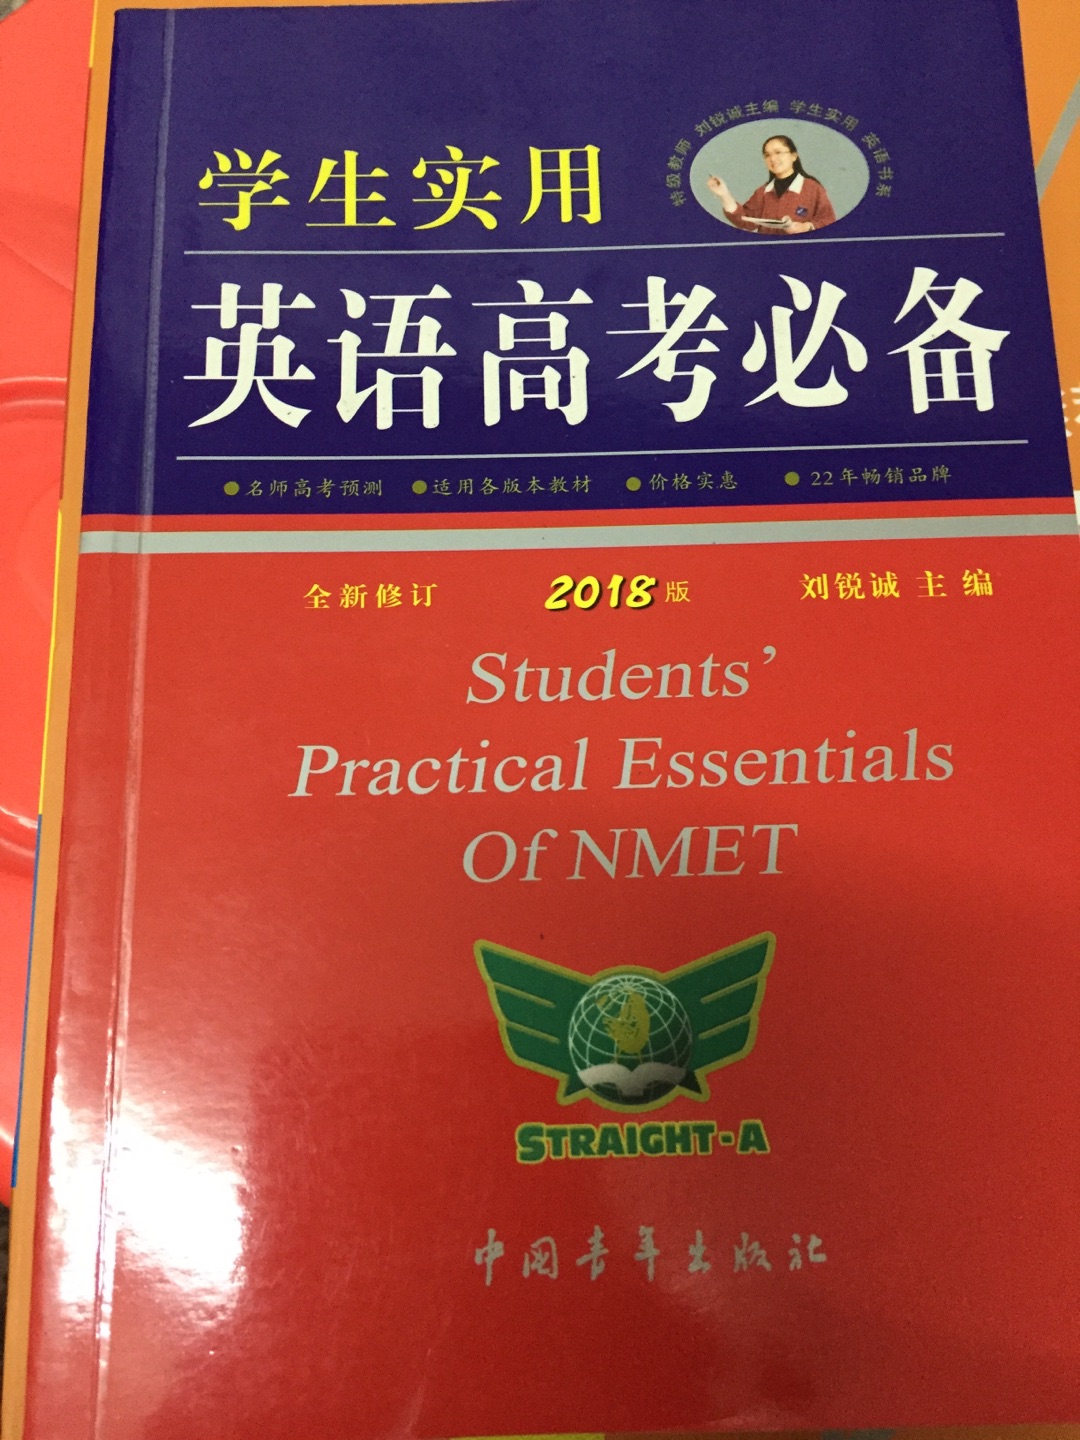 特级教师 刘锐诚主编 学生实用 英语书系
学生实用
英语高考必备
●名师高考预测 ●适用各版本教材 ●价格实惠 ●22年畅销品牌
全新修订 2018版 刘锐诚 主 编
Students’
Practical Essentials
Of NMET
STRAIGHT·A
中国青年出版社